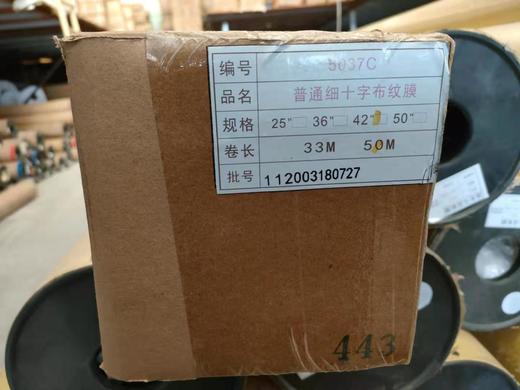 编号 5037C
品名 普通细十字布纹膜
规格 25" 36" 42" 50"
卷长 33M 50M
批号 112003180727
443